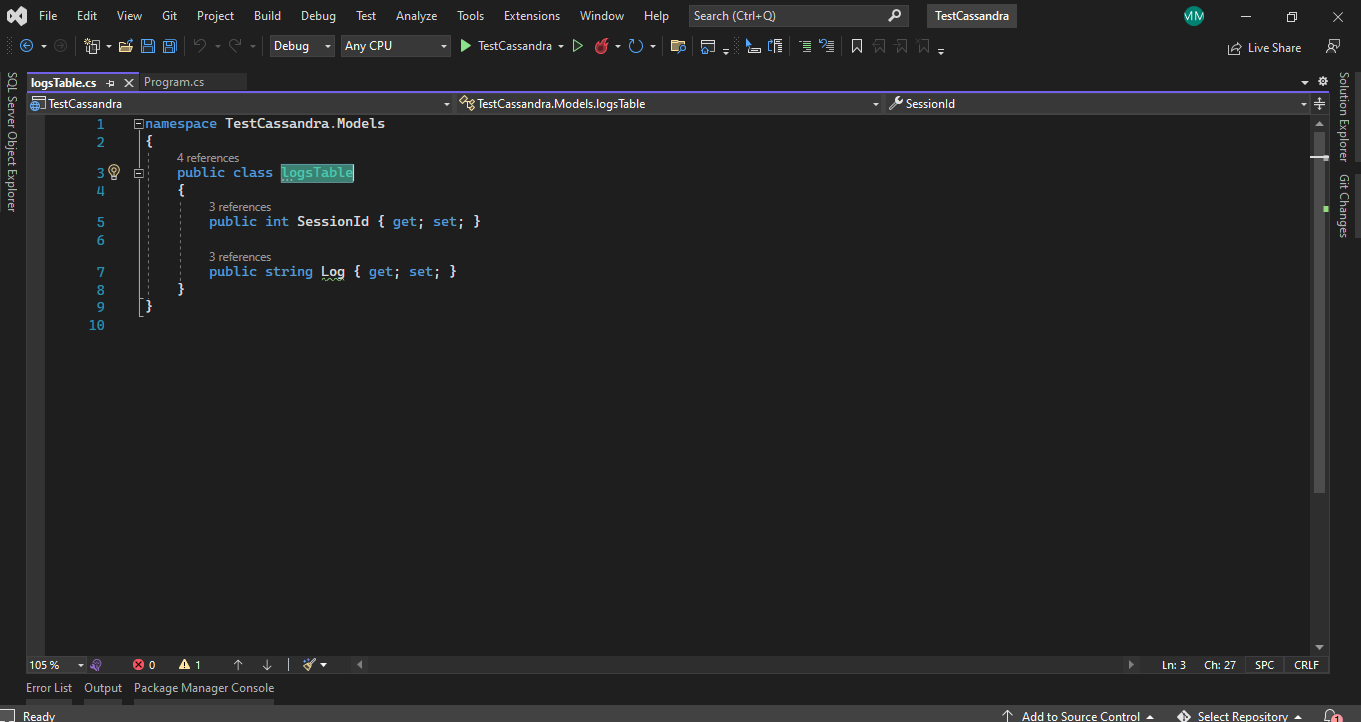 File Edit View Git Project Build Debug Test Analyze Tools Extensions Window Help Search (Ctrl+Q) TestCassandra MM
Debug Any CPU TestCassandra Live Share
SQL Server Object Explorer
logsTable.cs Program.cs
TestCassandra TestCassandra.Models.logsTable SessionId
1 namespace TestCassandra.Models
2 {
4 references
3 public class logsTable
4 {
3 references
5 public int SessionId { get; set; }
6
3 references
7 public string Log { get; set; }
8 }
9 }
10
Solution Explorer
Git Changes
105 % 0 1 Ln: 3 Ch: 27 SPC CRLF
Error List Output Package Manager Console
Ready Add to Source Control Select Repository 1